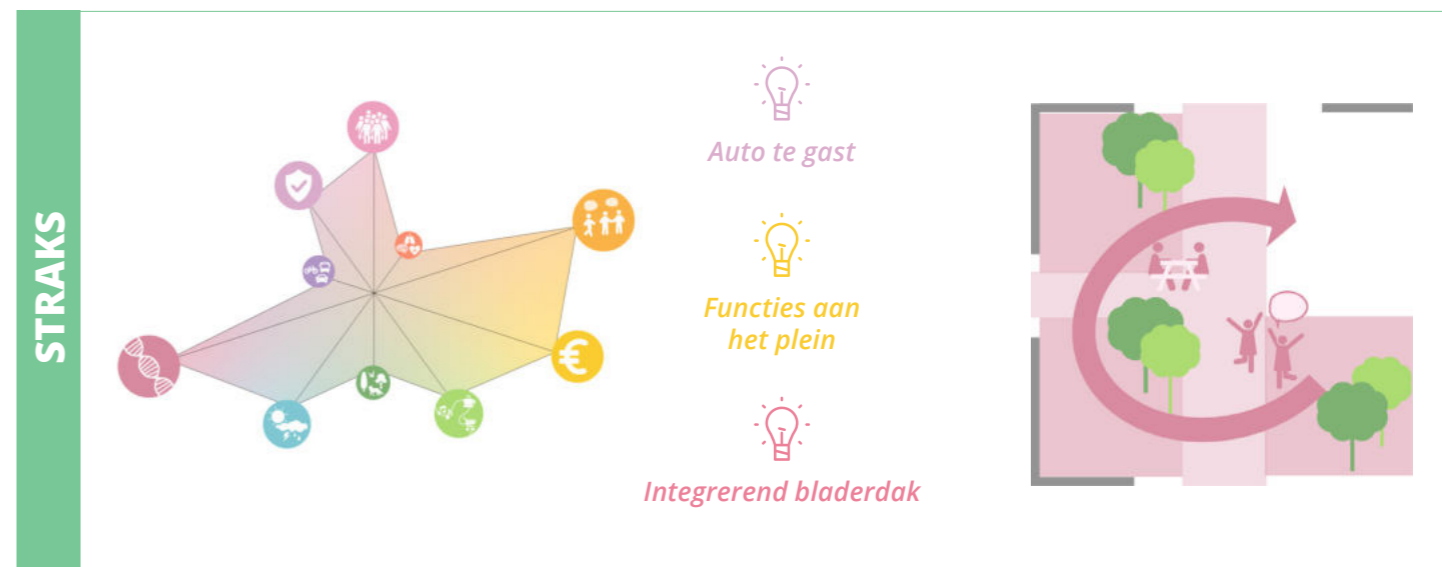 STRAKS
Auto te gast
Functies aan
het plein
Integrerend bladerdak
€